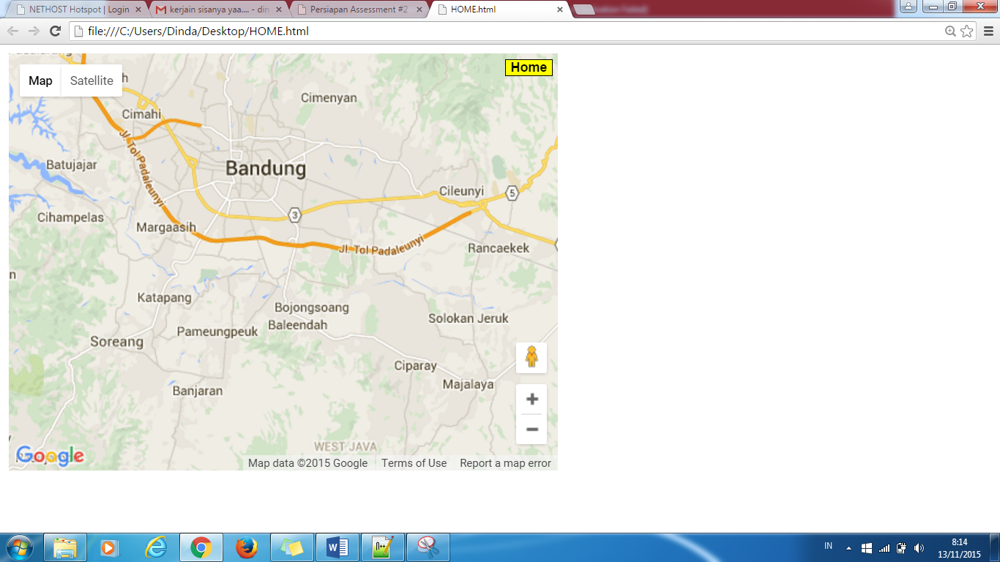 NETHOST Hotspot | Login
kerjain sisanya yaa.... - din
Persiapan Assessment #2
HOME.html
file:///C:/Users/Dinda/Desktop/HOME.html
Map
Satellite
Home
Cimenyan
Cimahi
Jl. Tol Padaleunyi
Batujajar
Bandung
Cileunyi
5
Cihampelas
3
Margaasih
Jl. Tol Padaleunyi
Rancaekek
Katapang
Bojongsoang
Solokan Jeruk
Baleendah
Pameungpeuk
Soreang
Ciparay
Majalaya
Banjaran
WEST JAVA
Google
Map data ©2015 Google
Terms of Use
Report a map error
IN
8:14
13/11/2015